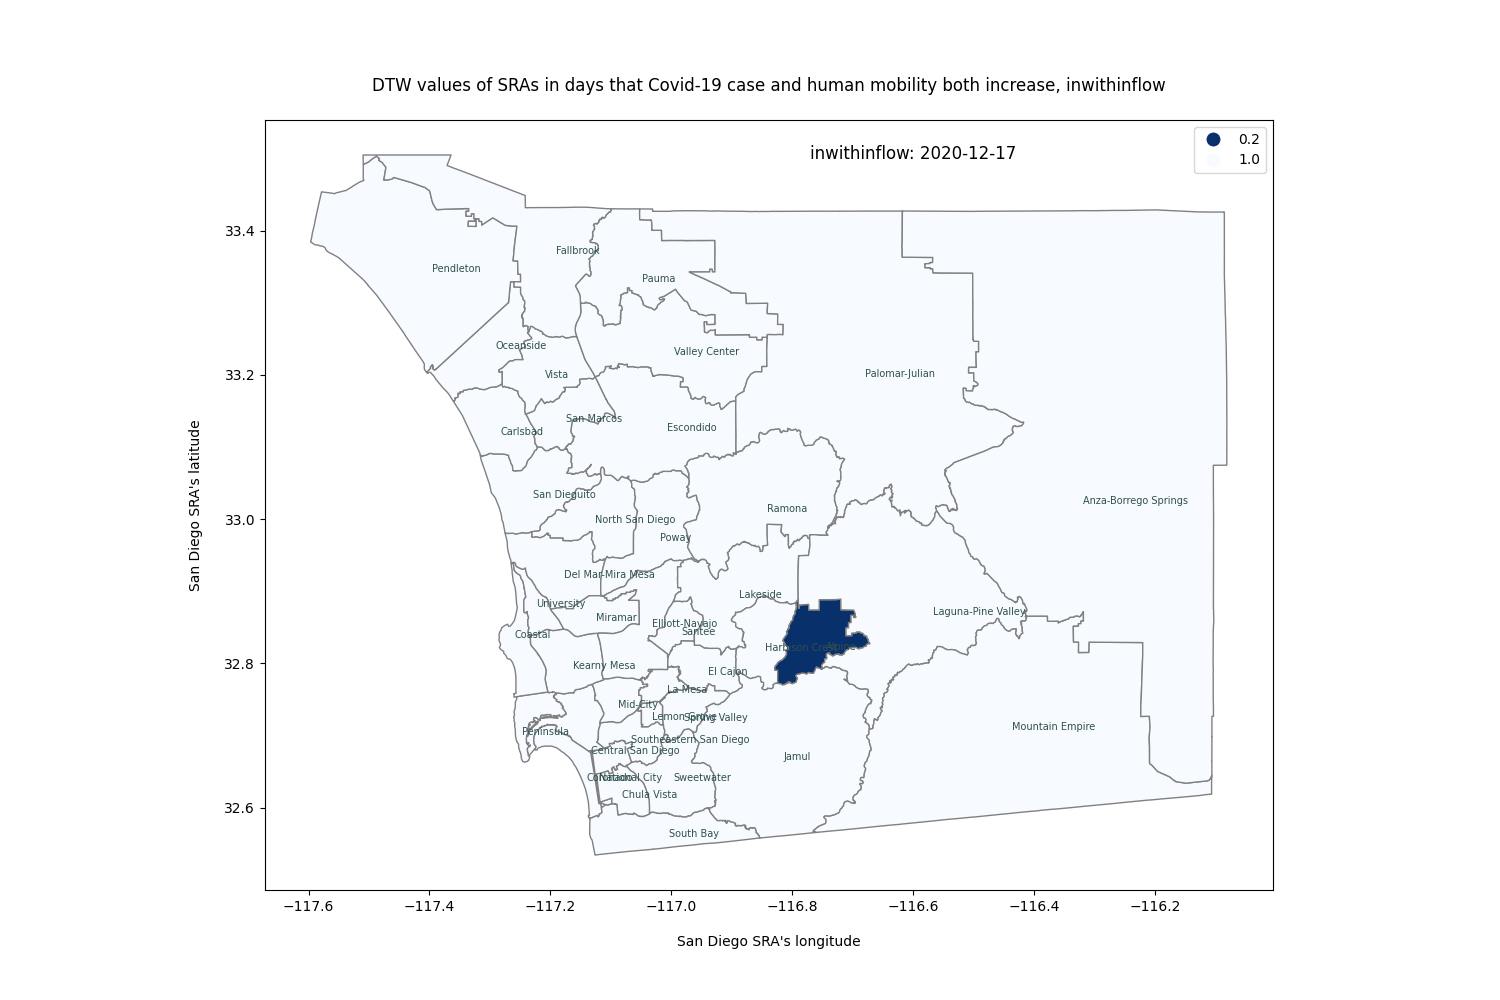 DTW values of SRAs in days that Covid-19 case and human mobility both increase, inwithinflow
inwithinflow: 2020-12-17
0.2
1.0
33.4
33.2
33.0
32.8
32.6
San Diego SRA's latitude
Fallbrook
Pendleton
Pauma
Oceanside
Valley Center
Vista
Palomar-Julian
San Marcos
Carlsbad
Escondido
San Dieguito
Anza-Borrego Springs
Ramona
North San Diego
Poway
Del Mar-Mira Mesa
Lakeside
University
Miramar
Laguna-Pine Valley
Elliott-Navajo
Santee
Coastal
Harbison Crest
Kearny Mesa
El Cajon
La Mesa
Mid-City
Lemon Grove
Spring Valley
Mountain Empire
Peninsula
Southeastern San Diego
Central San Diego
Jamul
National City
Sweetwater
Chula Vista
South Bay
−117.6
−117.4
−117.2
−117.0
−116.8
−116.6
−116.4
−116.2
San Diego SRA's longitude